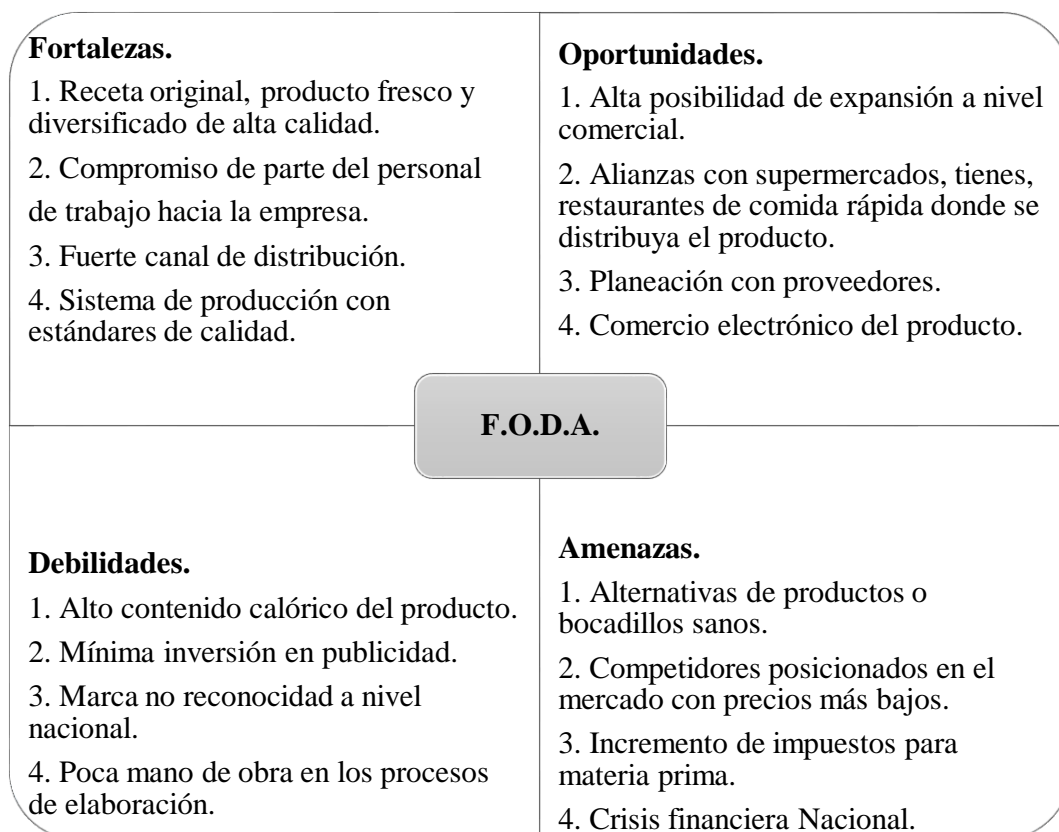 Fortalezas.
1. Receta original, producto fresco y
diversificado de alta calidad.
2. Compromiso de parte del personal
de trabajo hacia la empresa.
3. Fuerte canal de distribución.
4. Sistema de producción con
estándares de calidad.
Oportunidades.
1. Alta posibilidad de expansión a nivel
comercial.
2. Alianzas con supermercados, tienes,
restaurantes de comida rápida donde se
distribuya el producto.
3. Planeación con proveedores.
4. Comercio electrónico del producto.
F.O.D.A.
Debilidades.
1. Alto contenido calórico del producto.
2. Mínima inversión en publicidad.
3. Marca no reconocidad a nivel
nacional.
4. Poca mano de obra en los procesos
de elaboración.
Amenazas.
1. Alternativas de productos o
bocadillos sanos.
2. Competidores posicionados en el
mercado con precios más bajos.
3. Incremento de impuestos para
materia prima.
4. Crisis financiera Nacional.